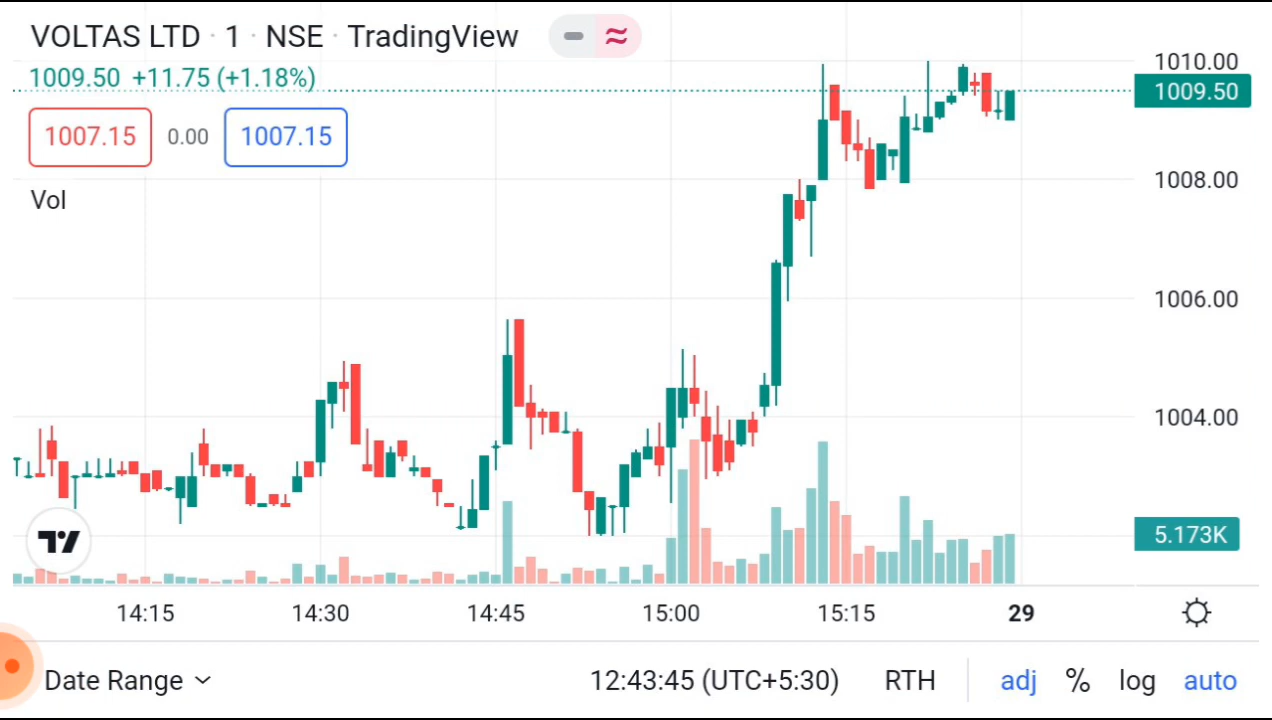 VOLTAS LTD · 1 · NSE · TradingView
1009.50 +11.75 (+1.18%)
1007.15 0.00 1007.15
Vol
1010.00
1009.50
1008.00
1006.00
1004.00
5.173K
14:15 14:30 14:45 15:00 15:15 29
Date Range 12:43:45 (UTC+5:30) RTH adj % log auto